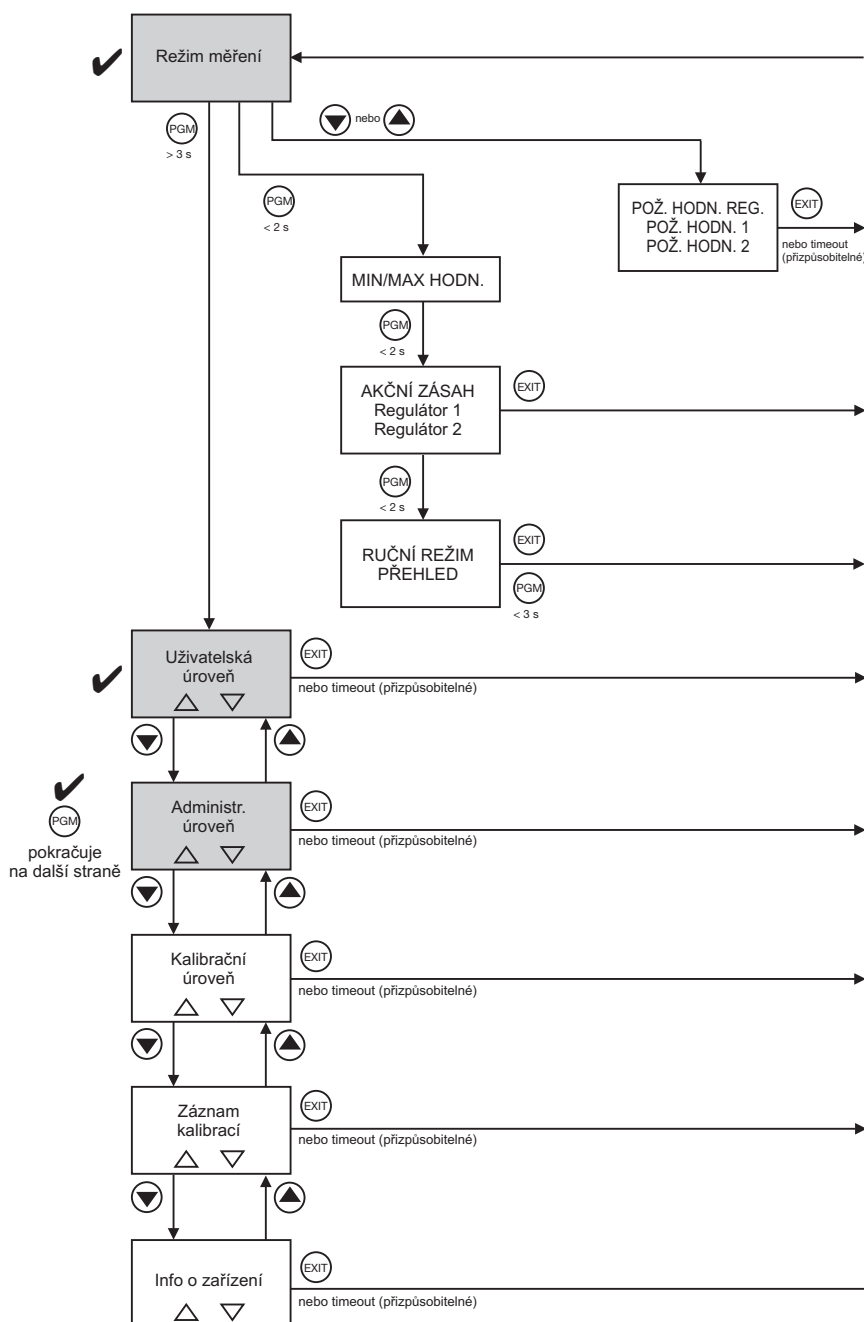 Režim měření
PGM
> 3 s
nebo
PGM
< 2 s
POŽ. HODN. REG.
POŽ. HODN. 1
POŽ. HODN. 2
EXIT
nebo timeout
(přizpůsobitelné)
MIN/MAX HODN.
PGM
< 2 s
AKČNÍ ZÁSAH
Regulátor 1
Regulátor 2
EXIT
PGM
< 2 s
RUČNÍ REŽIM
PŘEHLED
EXIT
PGM
< 3 s
Uživatelská
úroveň
EXIT
nebo timeout (přizpůsobitelné)
Administr.
úroveň
EXIT
nebo timeout (přizpůsobitelné)
PGM
pokračuje
na další straně
Kalibrační
úroveň
EXIT
nebo timeout (přizpůsobitelné)
Záznam
kalibrací
EXIT
nebo timeout (přizpůsobitelné)
Info o zařízení
EXIT
nebo timeout (přizpůsobitelné)